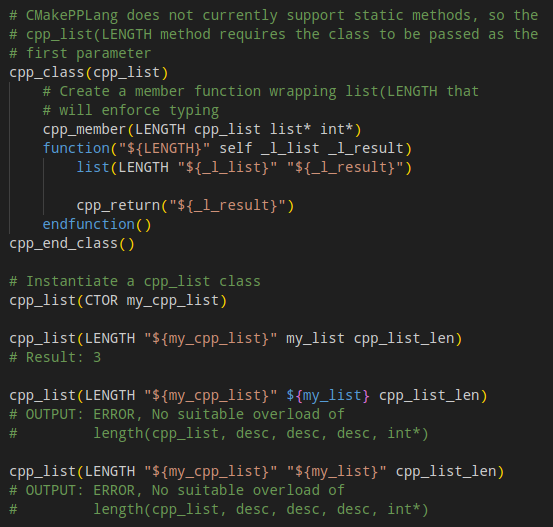 # CMakePPLang does not currently support static methods, so the
# cpp_list(LENGTH method requires the class to be passed as the
# first parameter
cpp_class(cpp_list)
    # Create a member function wrapping list(LENGTH that
    # will enforce typing
    cpp_member(LENGTH cpp_list list* int*)
    function("${LENGTH}" self _l_list _l_result)
        list(LENGTH "${_l_list}" "${_l_result}")

        cpp_return("${_l_result}")
    endfunction()
cpp_end_class()

# Instantiate a cpp_list class
cpp_list(CTOR my_cpp_list)

cpp_list(LENGTH "${my_cpp_list}" my_list cpp_list_len)
# Result: 3

cpp_list(LENGTH "${my_cpp_list}" ${my_list} cpp_list_len)
# OUTPUT: ERROR, No suitable overload of
#         length(cpp_list, desc, desc, desc, int*)

cpp_list(LENGTH "${my_cpp_list}" "${my_list}" cpp_list_len)
# OUTPUT: ERROR, No suitable overload of
#         length(cpp_list, desc, desc, desc, int*)